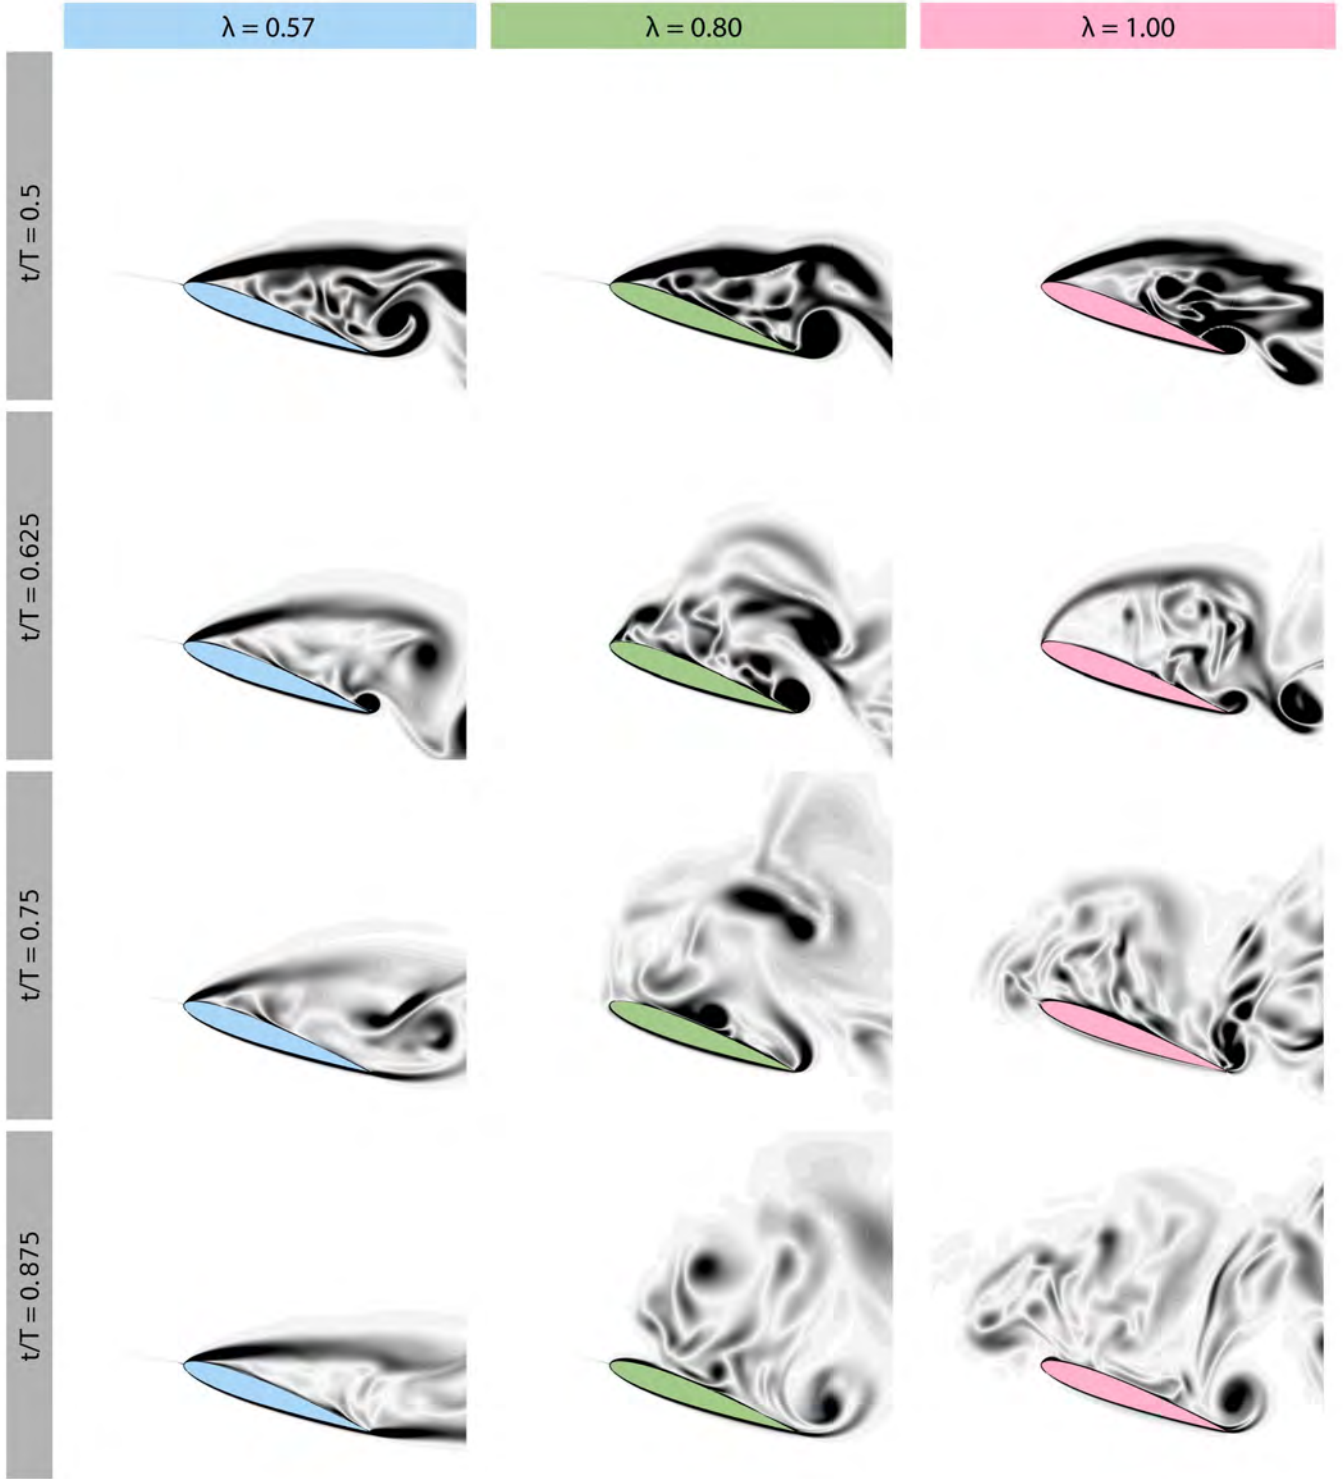 λ = 0.57
λ = 0.80
λ = 1.00
t/T = 0.5
t/T = 0.625
t/T = 0.75
t/T = 0.875